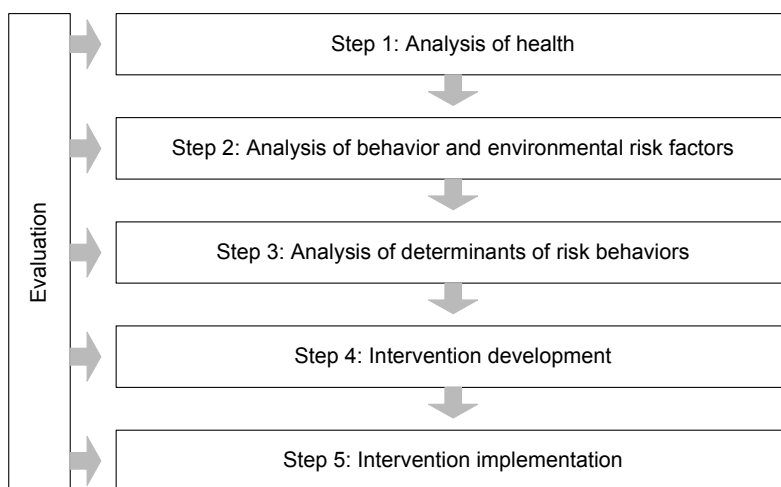 Evaluation
Step 1: Analysis of health
Step 2: Analysis of behavior and environmental risk factors
Step 3: Analysis of determinants of risk behaviors
Step 4: Intervention development
Step 5: Intervention implementation